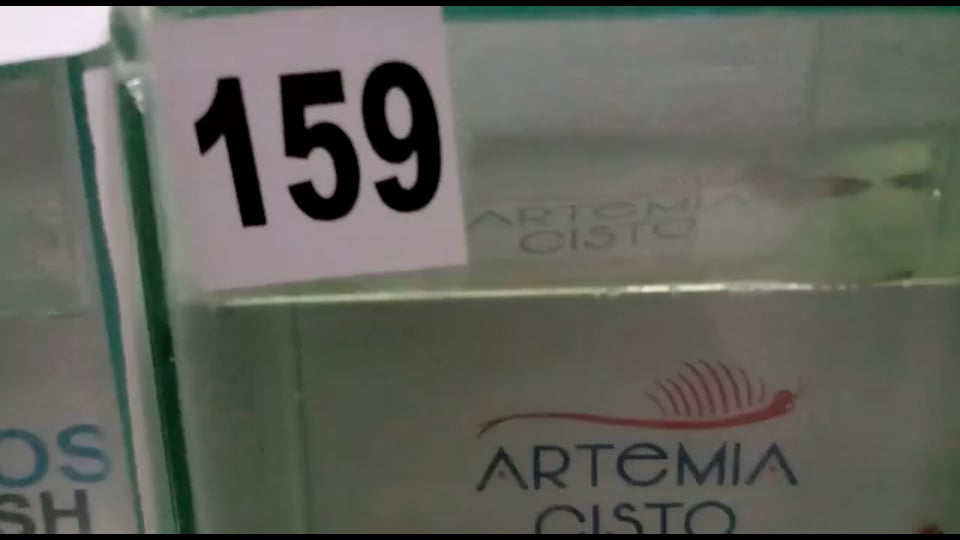 159
ARTEMIA
CISTO
ARTEMIA
CISTO
OS
SH